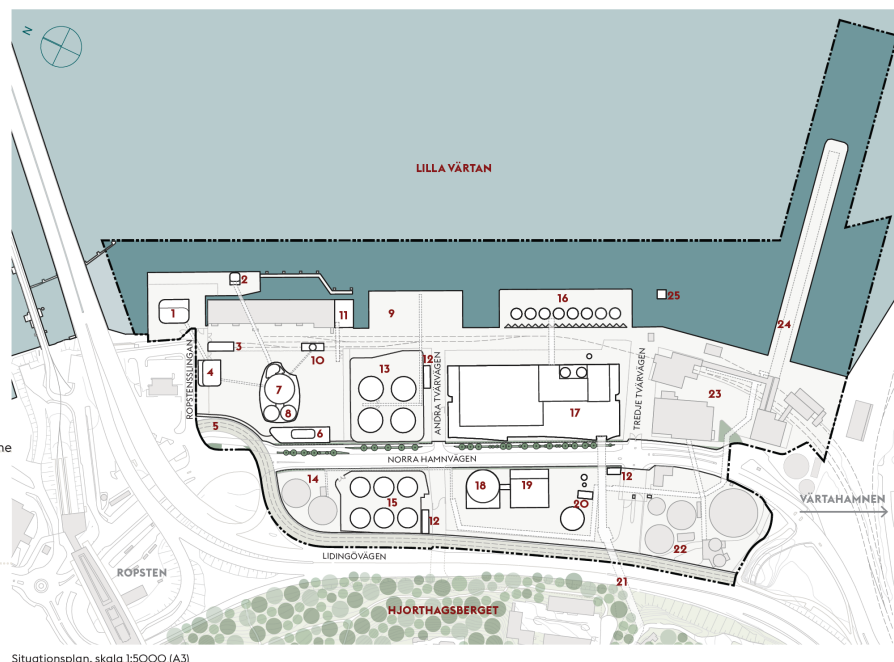 N
LILLA VÄRTAN
2
1
11
9
16
25
24
3
10
ROPSTENSSLINGAN
4
7
8
13
12
ANDRA TVÄRVÄGEN
17
TREDJE TVÄRVÄGEN
23
5
6
ne
NORRA HAMNVÄGEN
14
15
12
18
19
20
12
22
VÄRTAHAMNEN
LIDINGÖVÄGEN
ROPSTEN
21
HJORTHAGSBERGET
Situationsplan, skala 1:5000 (A3)